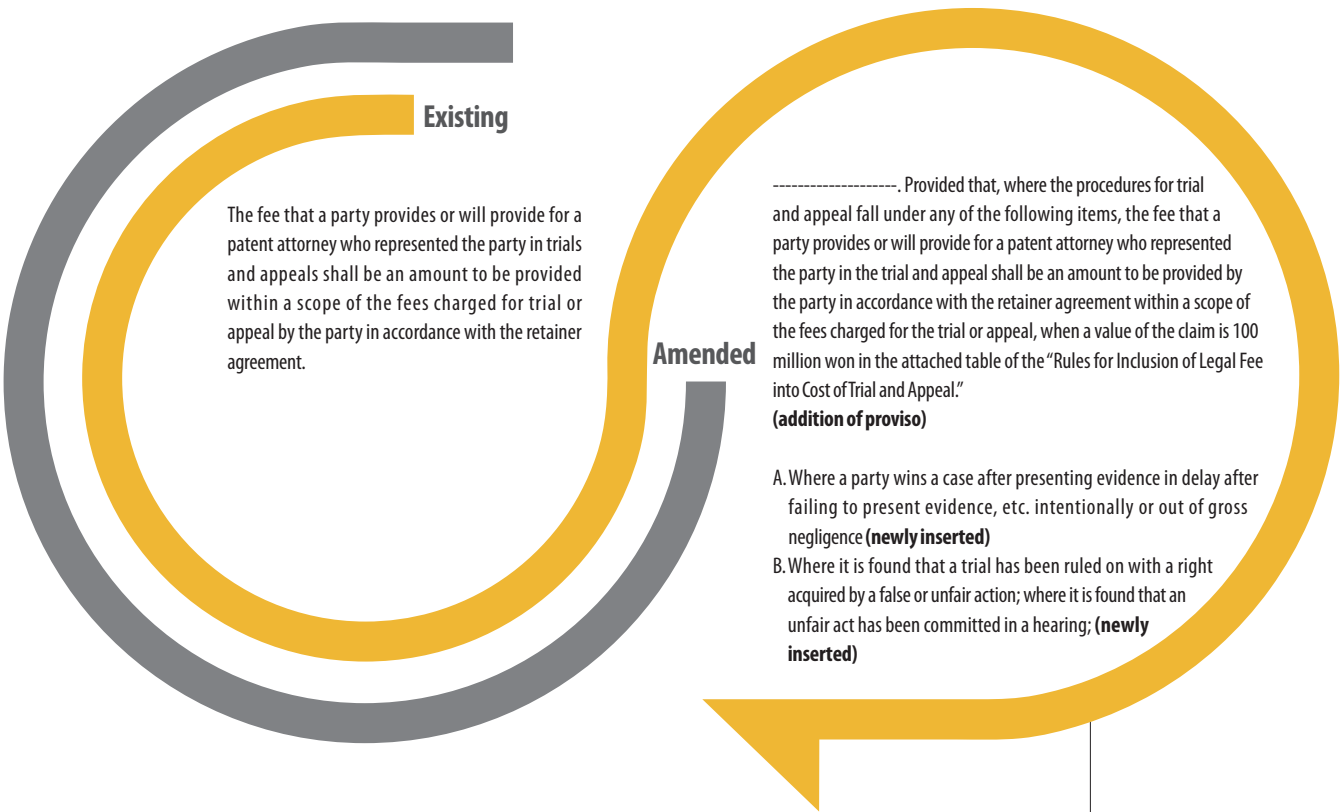 Existing
The fee that a party provides or will provide for a
patent attorney who represented the party in trials
and appeals shall be an amount to be provided
within a scope of the fees charged for trial or
appeal by the party in accordance with the retainer
agreement.
Amended
--------------------. Provided that, where the procedures for trial
and appeal fall under any of the following items, the fee that a
party provides or will provide for a patent attorney who represented
the party in the trial and appeal shall be an amount to be provided by
the party in accordance with the retainer agreement within a scope of
the fees charged for the trial or appeal, when a value of the claim is 100
million won in the attached table of the “Rules for Inclusion of Legal Fee
into Cost of Trial and Appeal.”
(addition of proviso)
A. Where a party wins a case after presenting evidence in delay after
failing to present evidence, etc. intentionally or out of gross
negligence (newly inserted)
B. Where it is found that a trial has been ruled on with a right
acquired by a false or unfair action; where it is found that an
unfair act has been committed in a hearing; (newly
inserted)